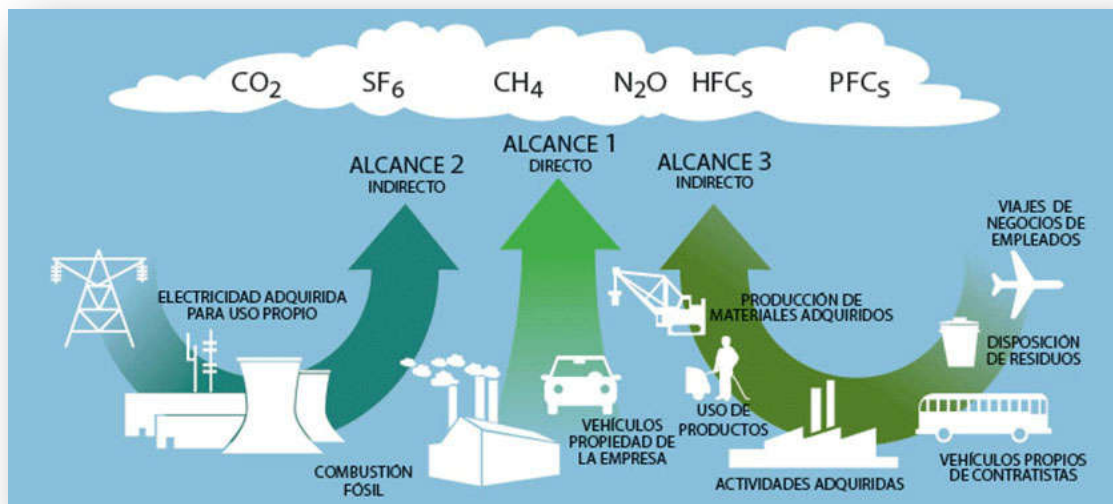 CO₂ SF₆ CH₄ N₂O HFCS PFCS
ALCANCE 2
INDIRECTO
ALCANCE 1
DIRECTO
ALCANCE 3
INDIRECTO
ELECTRICIDAD ADQUIRIDA
PARA USO PROPIO
COMBUSTIÓN
FÓSIL
VEHÍCULOS
PROPIEDAD DE
LA EMPRESA
PRODUCCIÓN DE
MATERIALES ADQUIRIDOS
USO DE
PRODUCTOS
ACTIVIDADES ADQUIRIDAS
VIAJES DE
NEGOCIOS DE
EMPLEADOS
DISPOSICIÓN
DE RESIDUOS
VEHÍCULOS PROPIOS
DE CONTRATISTAS